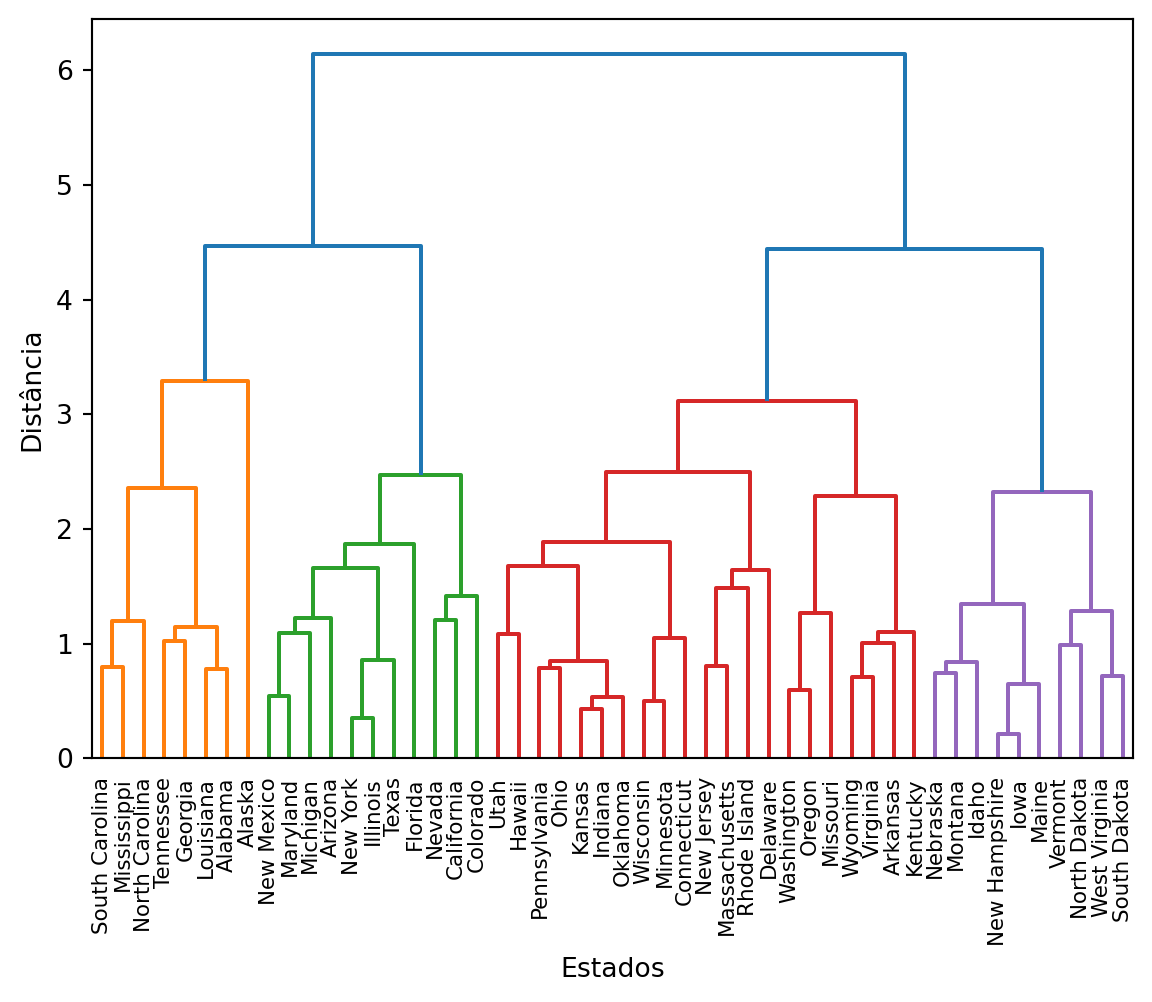 6
5
4
3
2
1
0
Distância
South Carolina
Mississippi
North Carolina
Tennessee
Georgia
Louisiana
Alabama
Alaska
New Mexico
Maryland
Michigan
Arizona
New York
Illinois
Texas
Florida
Nevada
California
Colorado
Utah
Hawaii
Pennsylvania
Ohio
Kansas
Indiana
Oklahoma
Wisconsin
Minnesota
Connecticut
New Jersey
Massachusetts
Rhode Island
Delaware
Washington
Oregon
Missouri
Wyoming
Virginia
Arkansas
Kentucky
Nebraska
Montana
Idaho
New Hampshire
Iowa
Maine
Vermont
North Dakota
West Virginia
South Dakota
Estados